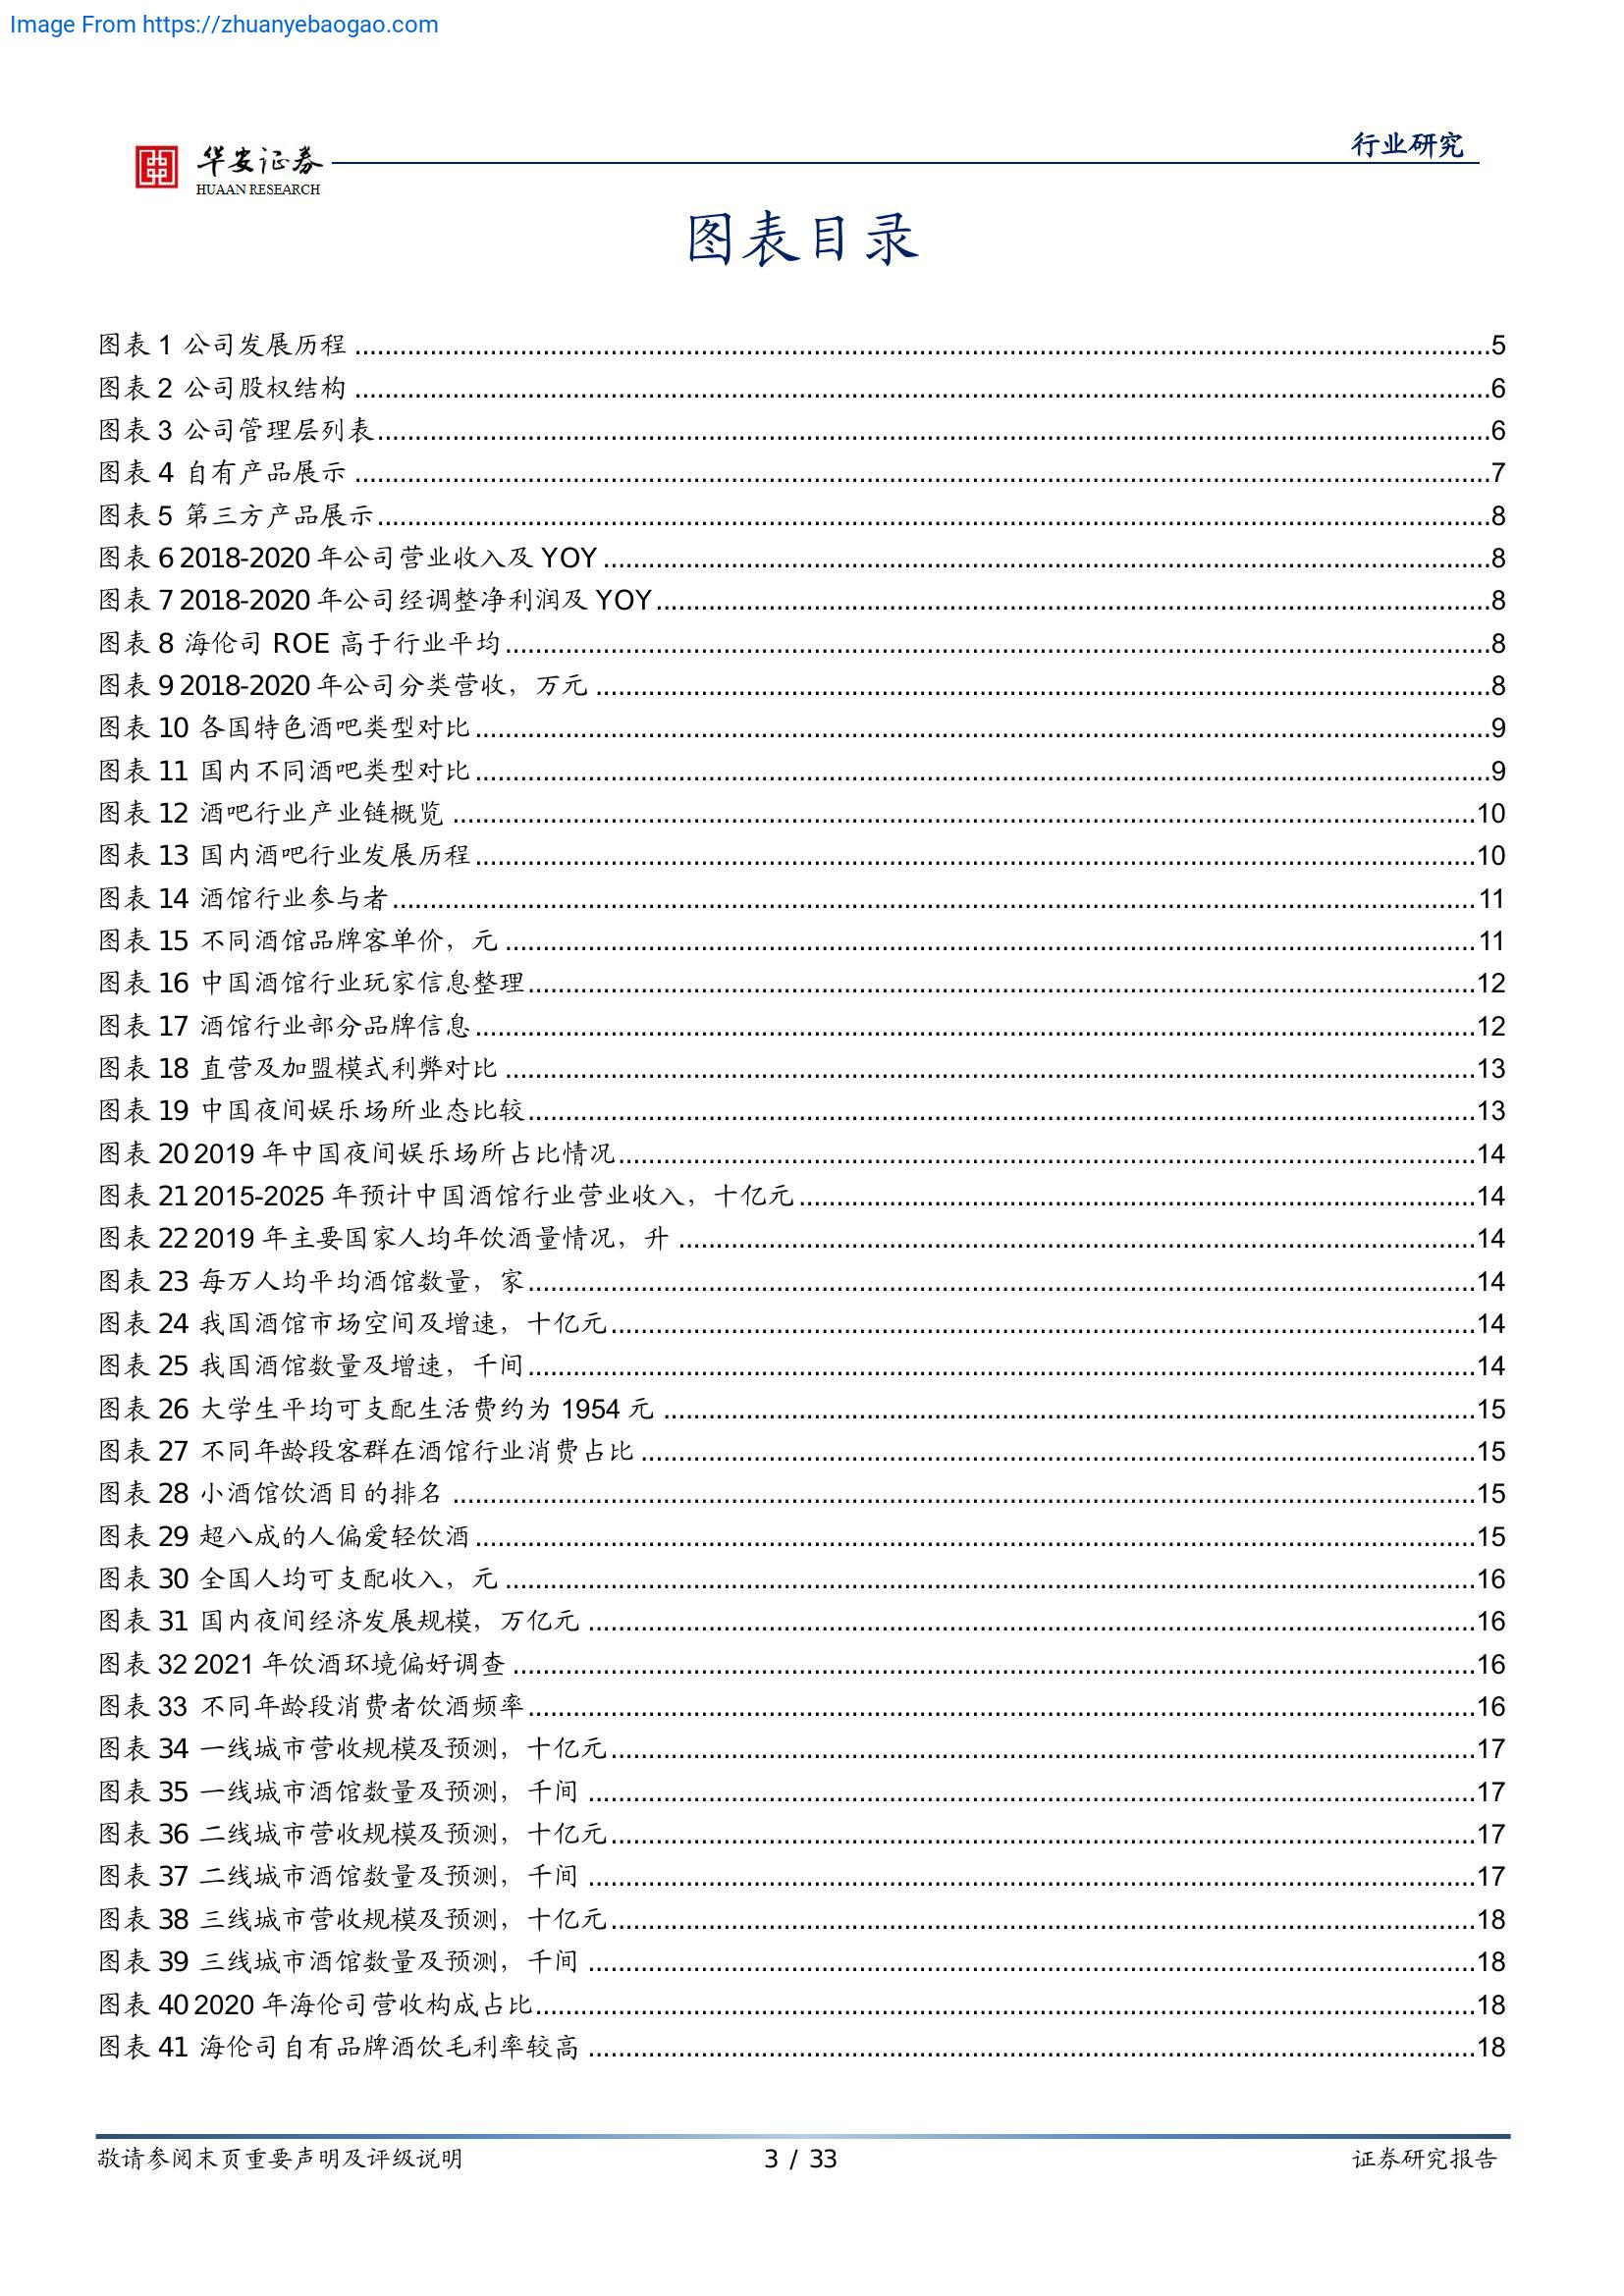 Image From https://zhuanyebaogao.com
行业研究
华安证券
HUAAN RESEARCH
图表目录
图表 1 公司发展历程 ........ 5
图表 2 公司股权结构 ........ 6
图表 3 公司管理层列表 ........ 6
图表 4 自有产品展示 ........ 7
图表 5 第三方产品展示 ........ 8
图表 6 2018-2020 年公司营业收入及 YOY ........ 8
图表 7 2018-2020 年公司经调整净利润及 YOY ........ 8
图表 8 海伦司 ROE 高于行业平均 ........ 8
图表 9 2018-2020 年公司分类营收，万元 ........ 8
图表 10 各国特色酒吧类型对比 ........ 9
图表 11 国内不同酒吧类型对比 ........ 9
图表 12 酒吧行业产业链概览 ........ 10
图表 13 国内酒吧行业发展历程 ........ 10
图表 14 酒馆行业参与者 ........ 11
图表 15 不同酒馆品牌客单价，元 ........ 11
图表 16 中国酒馆行业玩家信息整理 ........ 12
图表 17 酒馆行业部分品牌信息 ........ 12
图表 18 直营及加盟模式利弊对比 ........ 13
图表 19 中国夜间娱乐场所业态比较 ........ 13
图表 20 2019 年中国夜间娱乐场所占比情况 ........ 14
图表 21 2015-2025 年预计中国酒馆行业营业收入，十亿元 ........ 14
图表 22 2019 年主要国家人均年饮酒量情况，升 ........ 14
图表 23 每万人均平均酒馆数量，家 ........ 14
图表 24 我国酒馆市场空间及增速，十亿元 ........ 14
图表 25 我国酒馆数量及增速，千间 ........ 14
图表 26 大学生平均可支配生活费约为 1954 元 ........ 15
图表 27 不同年龄段客群在酒馆行业消费占比 ........ 15
图表 28 小酒馆饮酒目的排名 ........ 15
图表 29 超八成的人偏爱轻饮酒 ........ 15
图表 30 全国人均可支配收入，元 ........ 16
图表 31 国内夜间经济发展规模，万亿元 ........ 16
图表 32 2021 年饮酒环境偏好调查 ........ 16
图表 33 不同年龄段消费者饮酒频率 ........ 16
图表 34 一线城市营收规模及预测，十亿元 ........ 17
图表 35 一线城市酒馆数量及预测，千间 ........ 17
图表 36 二线城市营收规模及预测，十亿元 ........ 17
图表 37 二线城市酒馆数量及预测，千间 ........ 17
图表 38 三线城市营收规模及预测，十亿元 ........ 18
图表 39 三线城市酒馆数量及预测，千间 ........ 18
图表 40 2020 年海伦司营收构成占比 ........ 18
图表 41 海伦司自有品牌酒饮毛利率较高 ........ 18
敬请参阅末页重要声明及评级说明 3 / 33 证券研究报告